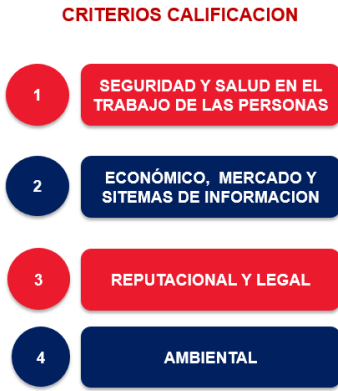 CRITERIOS CALIFICACION
1
SEGURIDAD Y SALUD EN EL
TRABAJO DE LAS PERSONAS
2
ECONÓMICO, MERCADO Y
SITEMAS DE INFORMACION
3
REPUTACIONAL Y LEGAL
4
AMBIENTAL